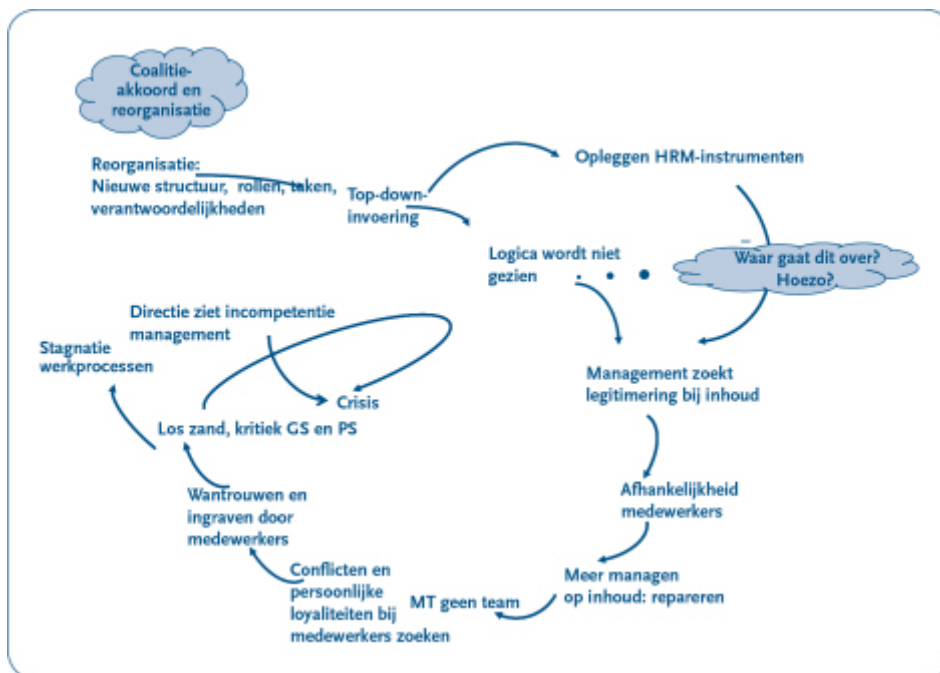 Coalitie-
akkoord en
reorganisatie
Reorganisatie:
Nieuwe structuur, rollen, taken,
verantwoordelijkheden
Top-down-
invoering
Opleggen HRM-instrumenten
Logica wordt niet
gezien
Waar gaat dit over?
Hoezo?
Directie ziet incompetentie
management
Stagnatie
werkprocessen
Crisis
Management zoekt
legitimering bij inhoud
Los zand, kritiek GS en PS
Afhankelijkheid
medewerkers
Wantrouwen en
ingraven door
medewerkers
Meer managen
op inhoud: repareren
Conflicten en
persoonlijke
loyaliteiten bij
medewerkers zoeken
MT geen team